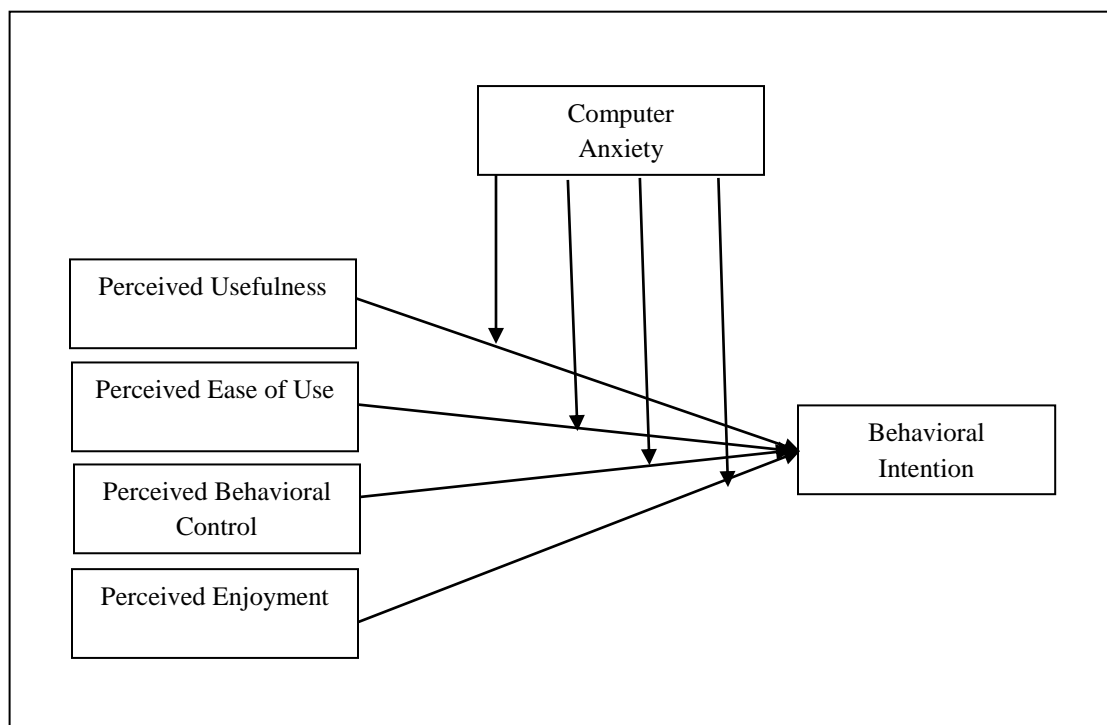 Computer
Anxiety
Perceived Usefulness
Perceived Ease of Use
Perceived Behavioral
Control
Perceived Enjoyment
Behavioral
Intention